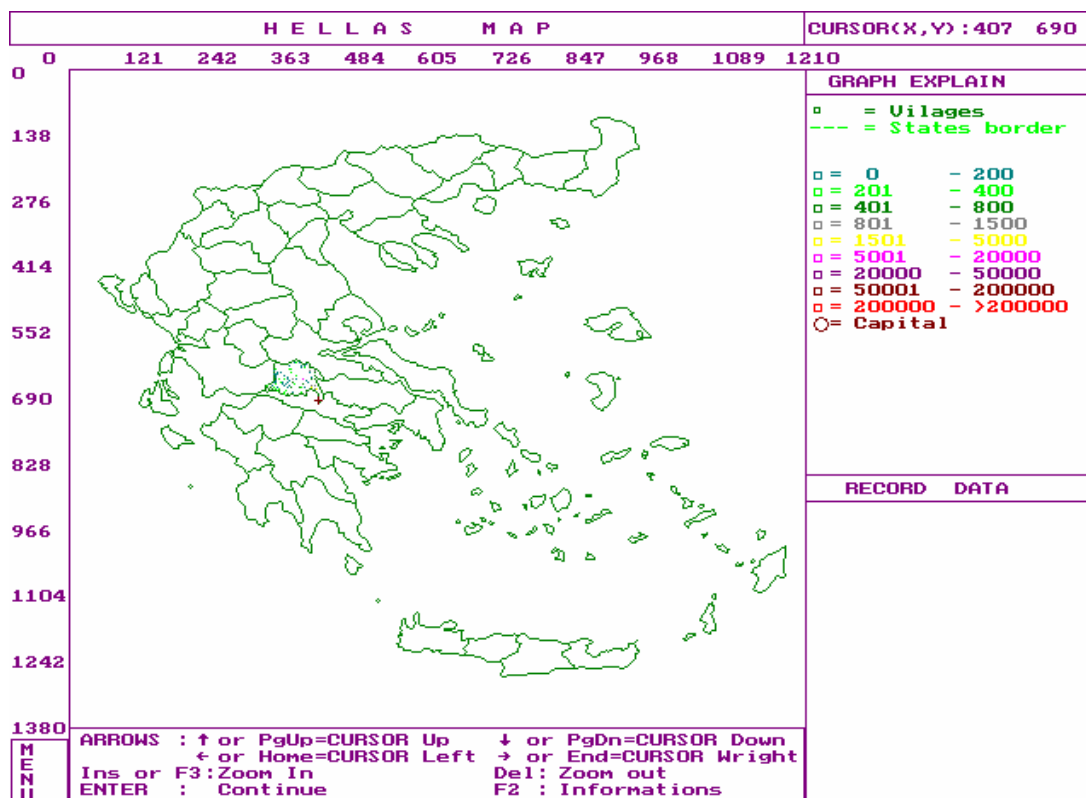 HELLAS MAP
CURSOR(X,Y):407 690
0 121 242 363 484 605 726 847 968 1089 1210
0
138
276
414
552
690
828
966
1104
1242
1380
GRAPH EXPLAIN
= Vilages
--- = States border
= 0 - 200
= 201 - 400
= 401 - 800
= 801 - 1500
= 1501 - 5000
= 5001 - 20000
= 20000 - 50000
= 50001 - 200000
= 200000 - >200000
= Capital
RECORD DATA
MENU
ARROWS : ↑ or PgUp=CURSOR Up ↓ or PgDn=CURSOR Down
← or Home=CURSOR Left → or End=CURSOR Wright
Ins or F3:Zoom In Del: Zoom out
ENTER : Continue F2 : Informations